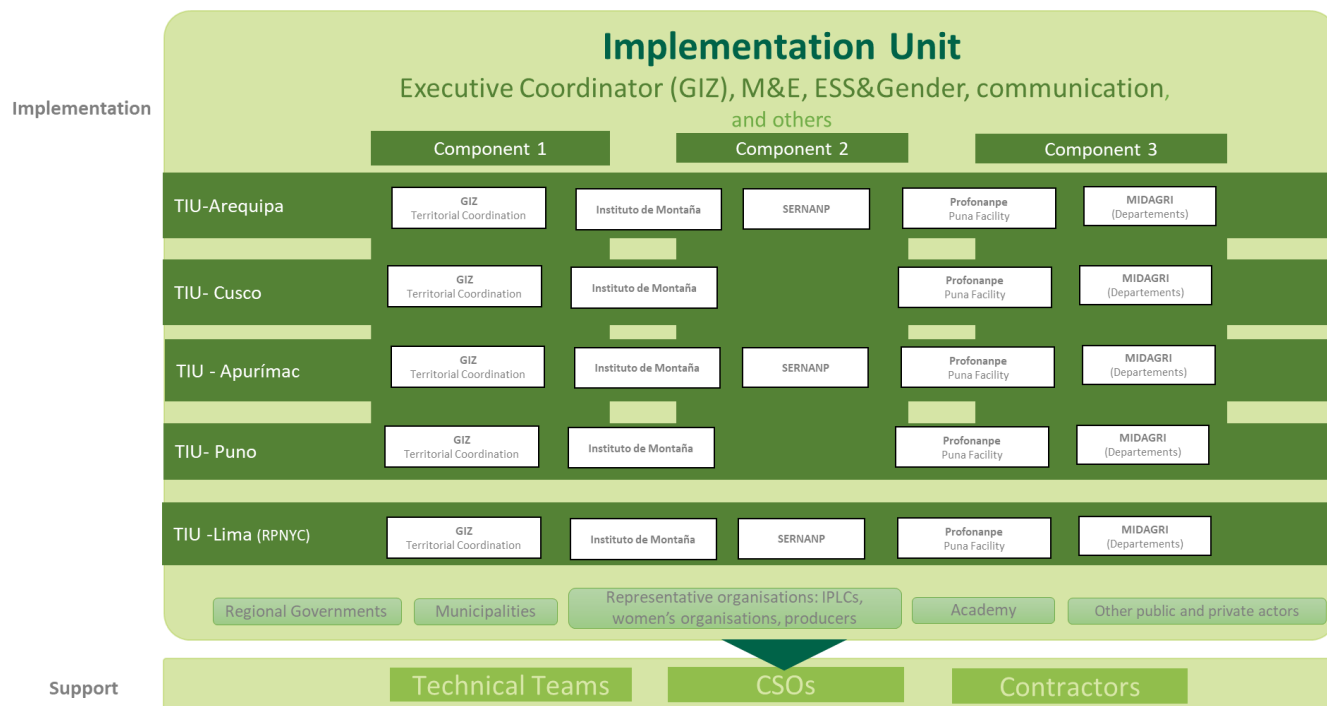 Implementation Unit
Executive Coordinator (GIZ), M&E, ESS&Gender, communication,
and others
Implementation
Component 1
Component 2
Component 3
TIU-Arequipa
GIZ
Territorial Coordination
Instituto de Montaña
SERNANP
Profonanpe
Puna Facility
MIDAGRI
(Departements)
TIU- Cusco
GIZ
Territorial Coordination
Instituto de Montaña
Profonanpe
Puna Facility
MIDAGRI
(Departements)
TIU - Apurímac
GIZ
Territorial Coordination
Instituto de Montaña
SERNANP
Profonanpe
Puna Facility
MIDAGRI
(Departements)
TIU- Puno
GIZ
Territorial Coordination
Instituto de Montaña
Profonanpe
Puna Facility
MIDAGRI
(Departements)
TIU -Lima (RPNYC)
GIZ
Territorial Coordination
Instituto de Montaña
SERNANP
Profonanpe
Puna Facility
MIDAGRI
(Departements)
Regional Governments
Municipalities
Representative organisations: IPLCs,
women’s organisations, producers
Academy
Other public and private actors
Support
Technical Teams
CSOs
Contractors